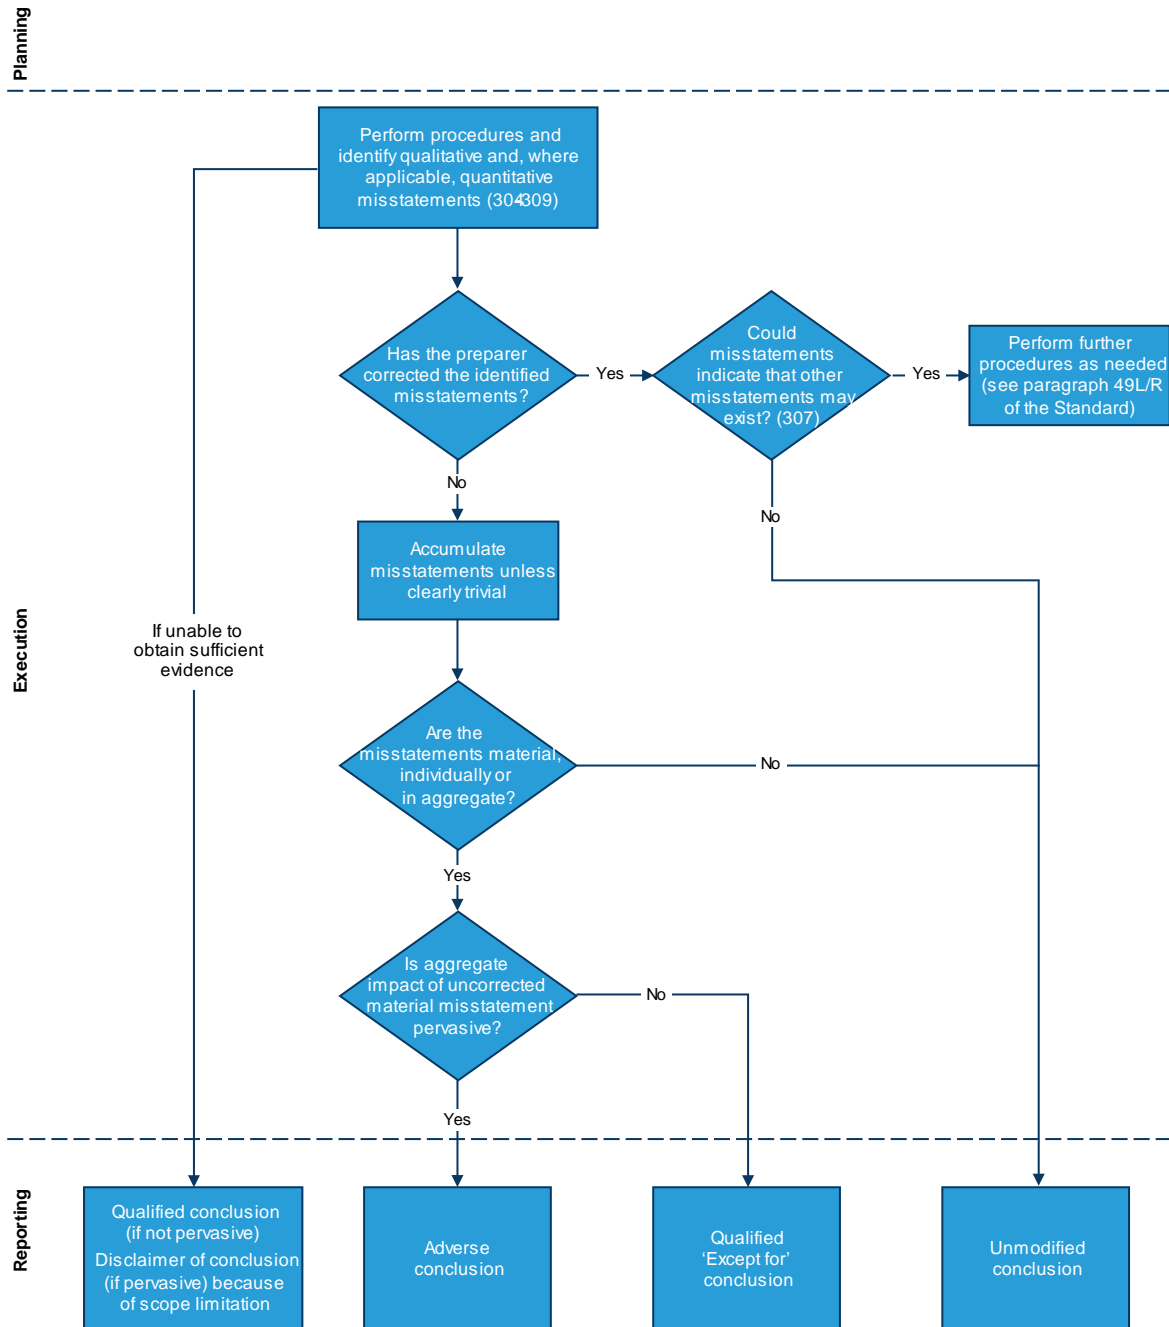 Planning
Perform procedures and
identify qualitative and, where
applicable, quantitative
misstatements (304-309)
Has the preparer
corrected the identified
misstatements?
Yes
Could
misstatements
indicate that other
misstatements may
exist? (307)
Yes
Perform further
procedures as needed
(see paragraph 49L/R
of the Standard)
No
No
Accumulate
misstatements unless
clearly trivial
Execution
If unable to
obtain sufficient
evidence
Are the
misstatements material,
individually or
in aggregate?
No
Yes
Is aggregate
impact of uncorrected
material misstatement
pervasive?
No
Yes
Reporting
Qualified conclusion
(if not pervasive)
Disclaimer of conclusion
(if pervasive) because
of scope limitation
Adverse
conclusion
Qualified
‘Except for’
conclusion
Unmodified
conclusion